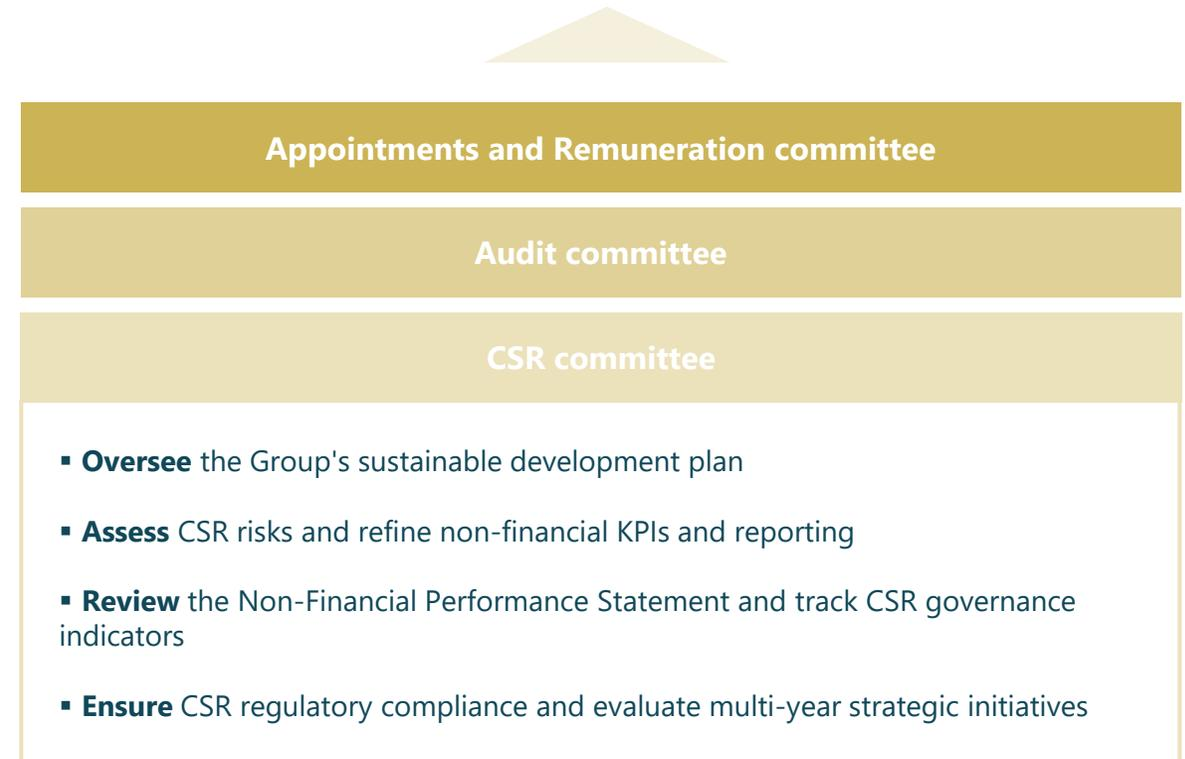 Appointments and Remuneration committee
Audit committee
CSR committee
▪ Oversee the Group's sustainable development plan
▪ Assess CSR risks and refine non-financial KPIs and reporting
▪ Review the Non-Financial Performance Statement and track CSR governance
indicators
▪ Ensure CSR regulatory compliance and evaluate multi-year strategic initiatives